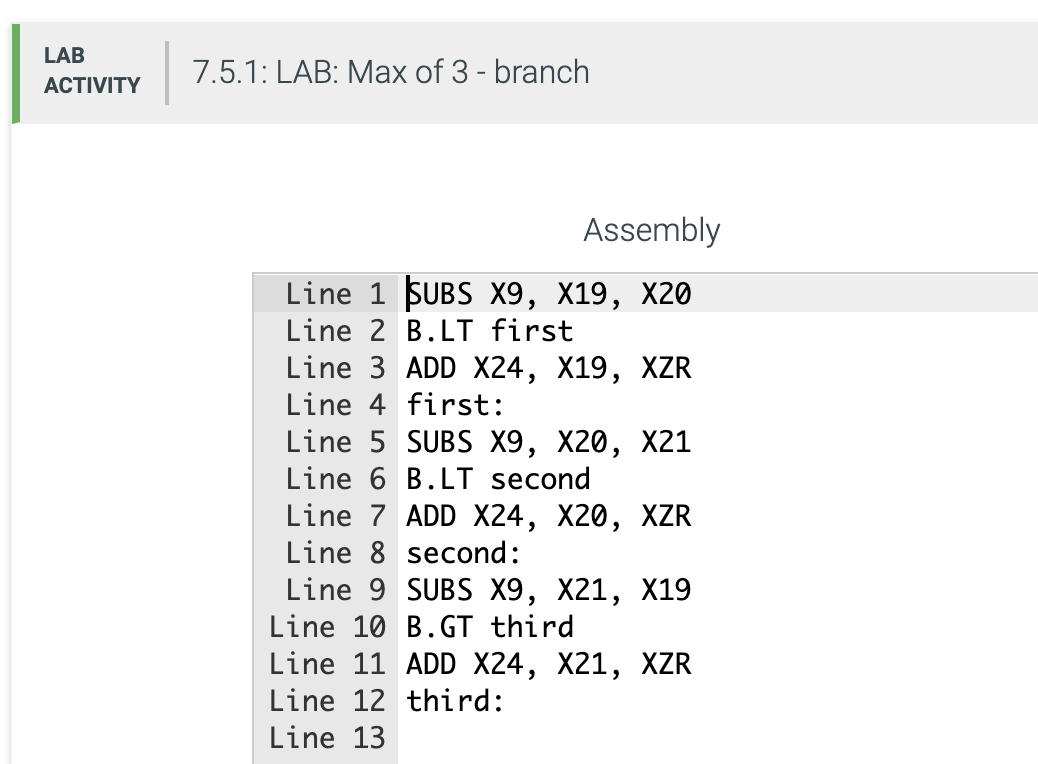 LAB
ACTIVITY
7.5.1: LAB: Max of 3 - branch
Assembly
Line 1 SUBS X9, X19, X20
Line 2 B.LT first
Line 3 ADD X24, X19, XZR
Line 4 first:
Line 5 SUBS X9, X20, X21
Line 6 B.LT second
Line 7 ADD X24, X20, XZR
Line 8 second:
Line 9 SUBS X9, X21, X19
Line 10 B.GT third
Line 11 ADD X24, X21, XZR
Line 12 third:
Line 13